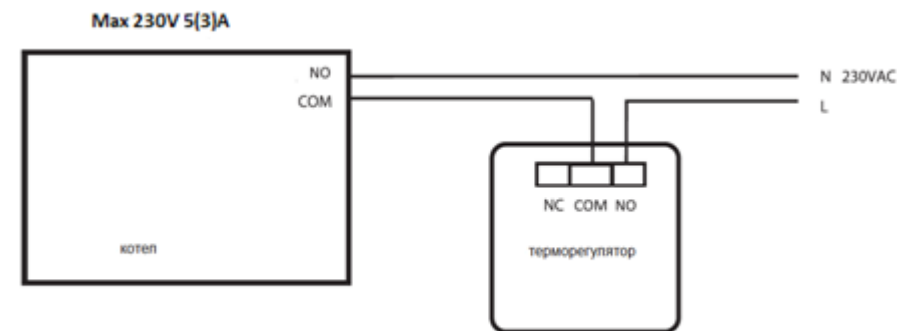 Max 230V 5(3)A
NO
N 230VAC
COM
L
NC COM NO
котел
терморегулятор